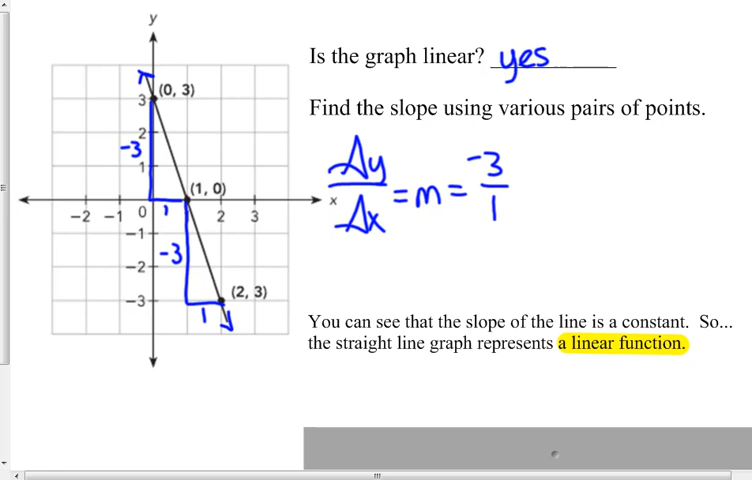 y
Is the graph linear? yes
(0, 3)
3
Find the slope using various pairs of points.
2
-3
1
Δy/Δx = m = -3/1
(1, 0)
x
−2 −1 0 1 2 3
−1
-3
−2
−3
(2, 3)
1
You can see that the slope of the line is a constant. So...
the straight line graph represents a linear function.